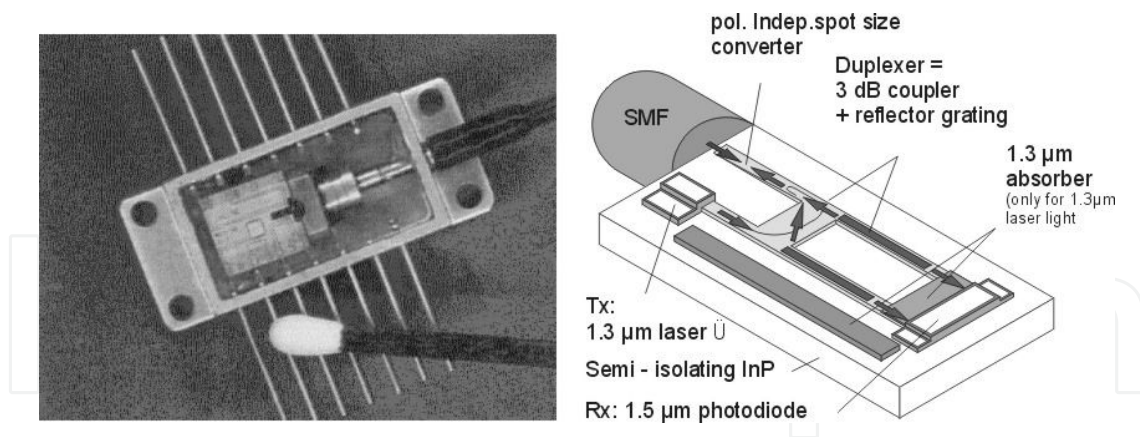 pol. Indep.spot size
converter
Duplexer =
3 dB coupler
+ reflector grating
SMF
1.3 µm
absorber
(only for 1.3µm
laser light
Tx:
1.3 µm laser Ü
Semi - isolating InP
Rx: 1.5 µm photodiode